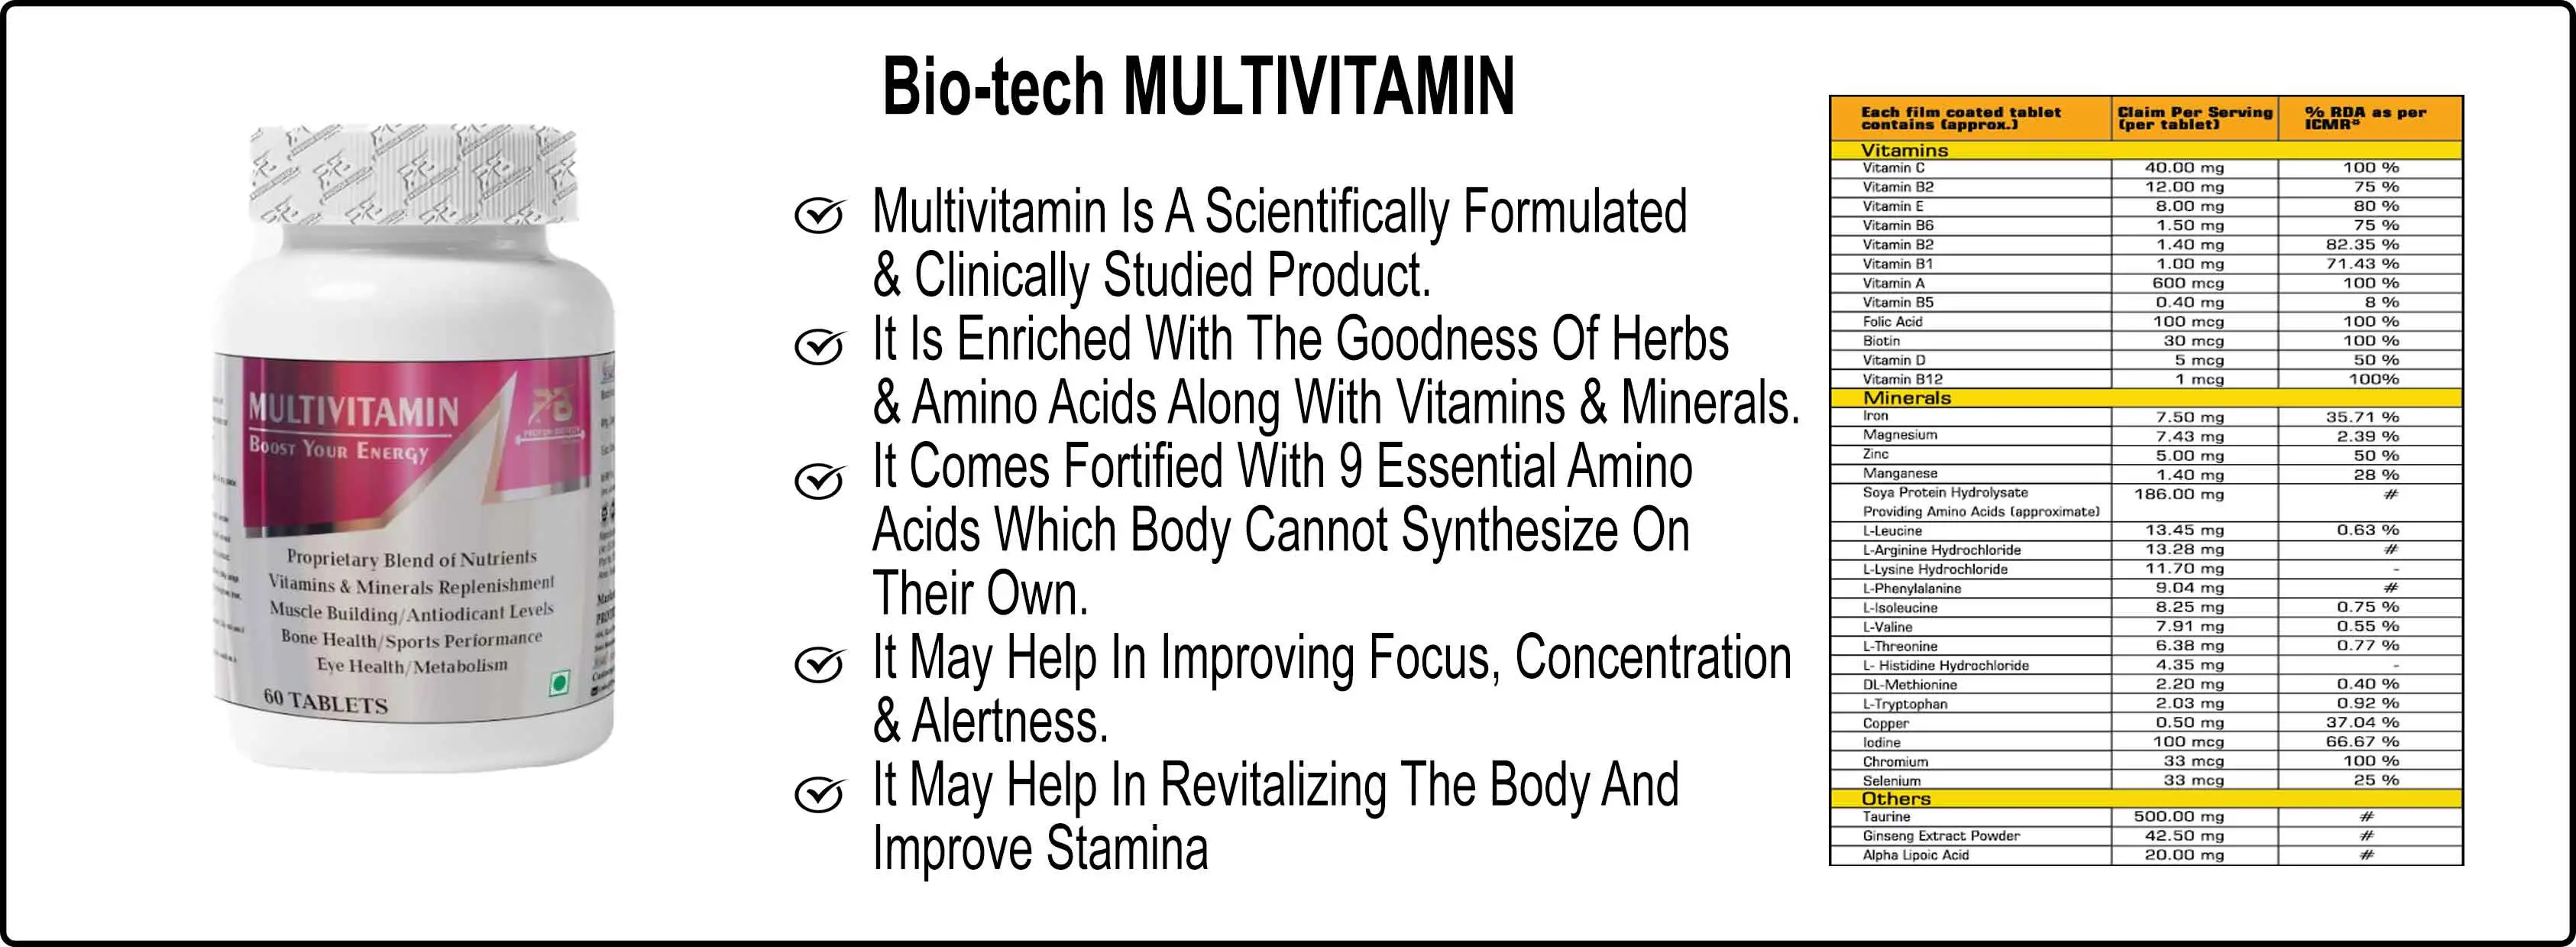 Bio-tech MULTIVITAMIN
Multivitamin Is A Scientifically Formulated
& Clinically Studied Product.
It Is Enriched With The Goodness Of Herbs
& Amino Acids Along With Vitamins & Minerals.
It Comes Fortified With 9 Essential Amino
Acids Which Body Cannot Synthesize On
Their Own.
It May Help In Improving Focus, Concentration
& Alertness.
It May Help In Revitalizing The Body And
Improve Stamina
MULTIVITAMIN
BOOST YOUR ENERGY
PB
PROTON BIOTECH
Proprietary Blend of Nutrients
Vitamins & Minerals Replenishment
Muscle Building/Antiodicant Levels
Bone Health/Sports Performance
Eye Health/Metabolism
60 TABLETS
Each film coated tablet contains (approx.) Claim Per Serving (per tablet) % RDA as per ICMR*
Vitamins
Vitamin C 40.00 mg 100 %
Vitamin B2 12.00 mg 75 %
Vitamin E 8.00 mg 80 %
Vitamin B6 1.50 mg 75 %
Vitamin B2 1.40 mg 82.35 %
Vitamin B1 1.00 mg 71.43 %
Vitamin A 600 mcg 100 %
Vitamin B5 0.40 mg 8 %
Folic Acid 100 mcg 100 %
Biotin 30 mcg 100 %
Vitamin D 5 mcg 50 %
Vitamin B12 1 mcg 100%
Minerals
Iron 7.50 mg 35.71 %
Magnesium 7.43 mg 2.39 %
Zinc 5.00 mg 50 %
Manganese 1.40 mg 28 %
Soya Protein Hydrolysate 186.00 mg #
Providing Amino Acids (approximate)
L-Leucine 13.45 mg 0.63 %
L-Arginine Hydrochloride 13.28 mg #
L-Lysine Hydrochloride 11.70 mg -
L-Phenylalanine 9.04 mg #
L-Isoleucine 8.25 mg 0.75 %
L-Valine 7.91 mg 0.55 %
L-Threonine 6.38 mg 0.77 %
L- Histidine Hydrochloride 4.35 mg -
DL-Methionine 2.20 mg 0.40 %
L-Tryptophan 2.03 mg 0.92 %
Copper 0.50 mg 37.04 %
Iodine 100 mcg 66.67 %
Chromium 33 mcg 100 %
Selenium 33 mcg 25 %
Others
Taurine 500.00 mg #
Ginseng Extract Powder 42.50 mg #
Alpha Lipoic Acid 20.00 mg #